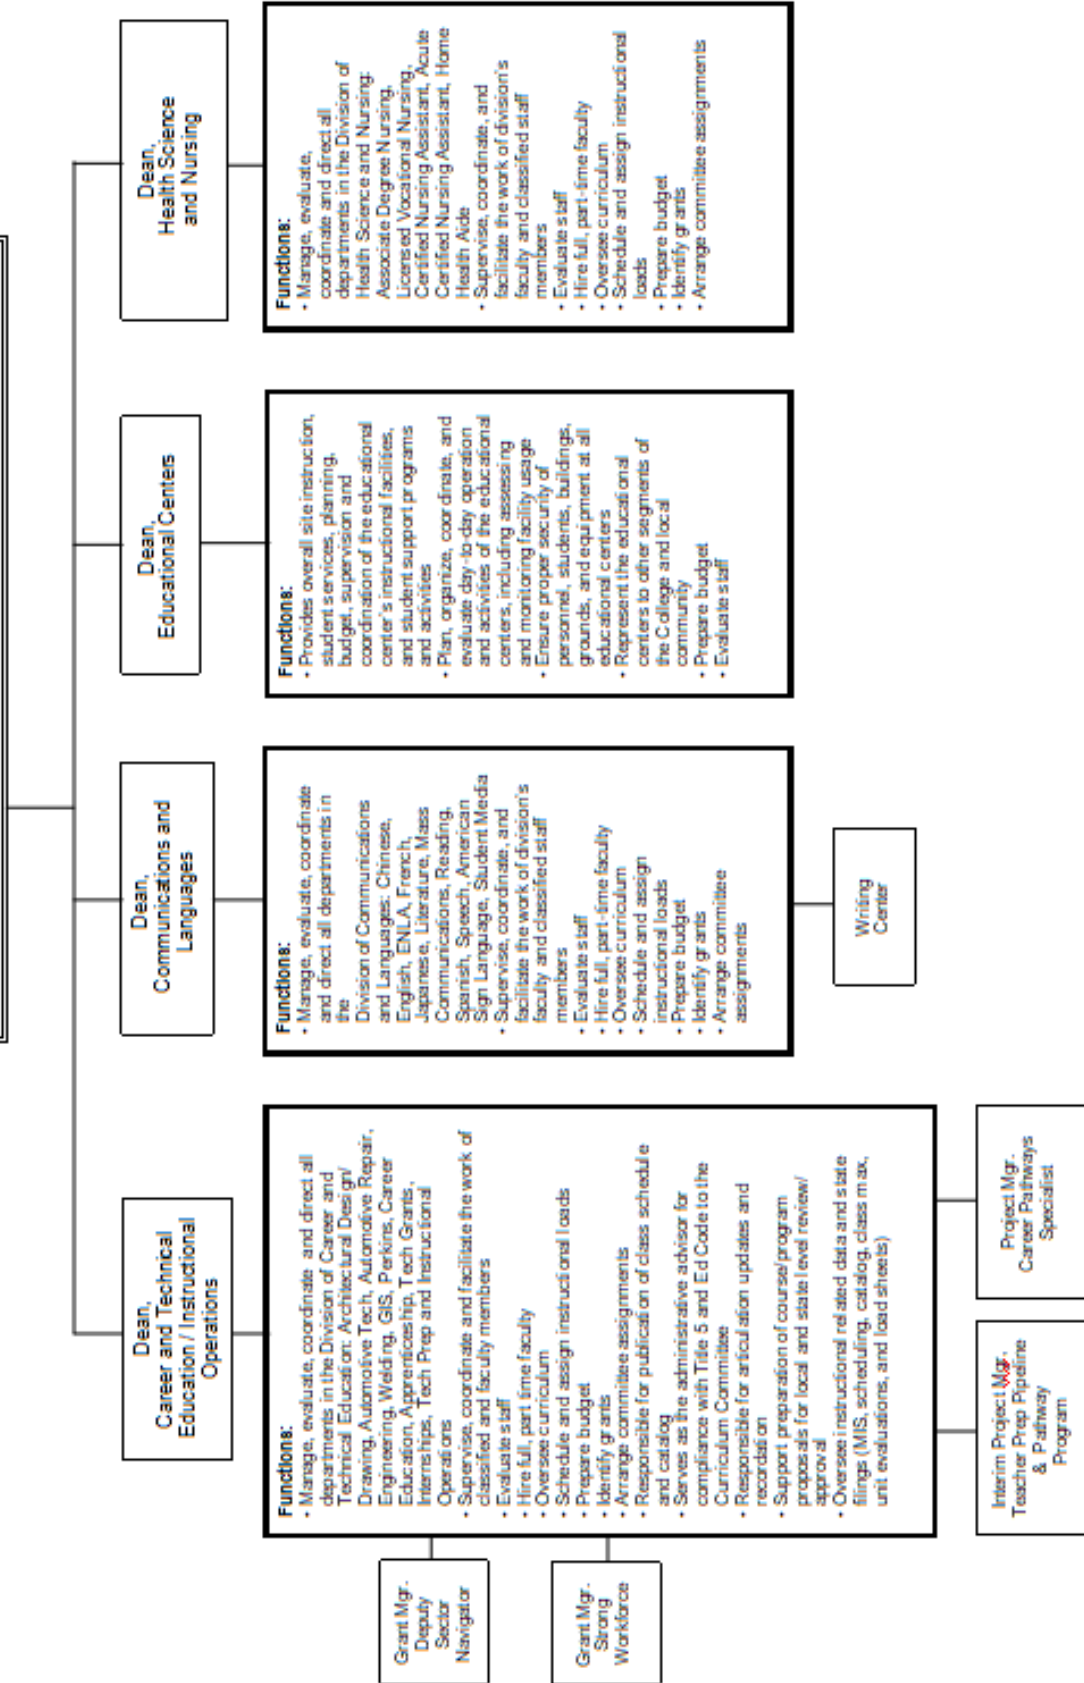 Dean,
Career and Technical
Education / Instructional
Operations
Functions:
• Manage, evaluate, coordinate and direct all
departments in the Division of Career and
Technical Education: Architectural Design/
Drawing, Automotive Tech, Automotive Repair,
Engineering, Welding, GIS, Perkins, Career
Education, Apprenticeship, Tech Grants,
Internships, Tech Prep and Instructional
Operations
• Supervise, coordinate and facilitate the work of
classified and faculty members
• Evaluate staff
• Hire full, part time faculty
• Oversee curriculum
• Schedule and assign instructional loads
• Prepare budget
• Identify grants
• Arrange committee assignments
• Responsible for publication of class schedule
and catalog
• Serves as the administrative advisor for
compliance with Title 5 and Ed Code to the
Curriculum Committee
• Responsible for articulation updates and
recordation
• Support preparation of course/program
proposals for local and state level review/
approval
• Oversee instructional related data and state
filings (MIS, scheduling, catalog, class max,
unit evaluations, and load sheets)
Grant Mgr.
Deputy
Sector
Navigator
Grant Mgr.
Strong
Workforce
Interim Project Mgr.
Teacher Prep Pipeline
& Pathway
Program
Project Mgr.
Career Pathways
Specialist
Dean,
Communications and
Languages
Functions:
• Manage, evaluate, coordinate
and direct all departments in
the
Division of Communications
and Languages: Chinese,
English, ENLA, French,
Japanese, Literature, Mass
Communications, Reading,
Spanish, Speech, American
Sign Language, Student Media
• Supervise, coordinate, and
facilitate the work of division's
faculty and classified staff
members
• Evaluate staff
• Hire full, part-time faculty
• Oversee curriculum
• Schedule and assign
instructional loads
• Prepare budget
• Identify grants
• Arrange committee
assignments
Writing
Center
Dean,
Educational Centers
Functions:
• Provides overall site instruction,
student services, planning,
budget, supervision and
coordination of the educational
center's instructional facilities,
and student support programs
and activities
• Plan, organize, coordinate, and
evaluate day-to-day operation
and activities of the educational
centers, including assessing
and monitoring facility usage
• Ensure proper security of
personnel, students, buildings,
grounds, and equipment at all
educational centers
• Represent the educational
centers to other segments of
the College and local
community
• Prepare budget
• Evaluate staff
Dean,
Health Science
and Nursing
Functions:
• Manage, evaluate,
coordinate and direct all
departments in the Division of
Health Science and Nursing:
Associate Degree Nursing,
Licensed Vocational Nursing,
Certified Nursing Assistant, Acute
Certified Nursing Assistant, Home
Health Aide
• Supervise, coordinate, and
facilitate the work of division's
faculty and classified staff
members
• Evaluate staff
• Hire full, part-time faculty
• Oversee curriculum
• Schedule and assign instructional
loads
• Prepare budget
• Identify grants
• Arrange committee assignments